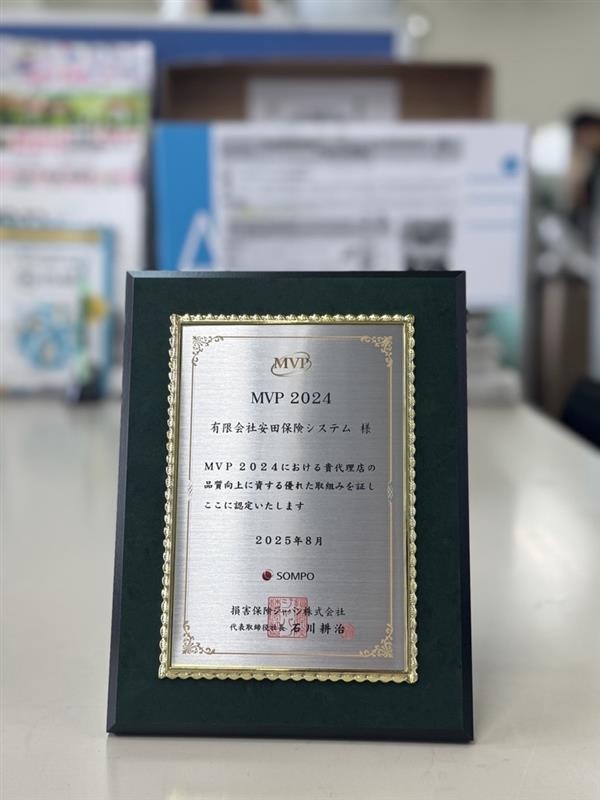 MVP
MVP 2024
有限会社安田保険システム 様
MVP 2024における貴代理店の
品質向上に資する優れた取組みを証し
ここに認定いたします
2025年8月
SOMPO
損害保険ジャパン株式会社
代表取締役社長 石川耕治